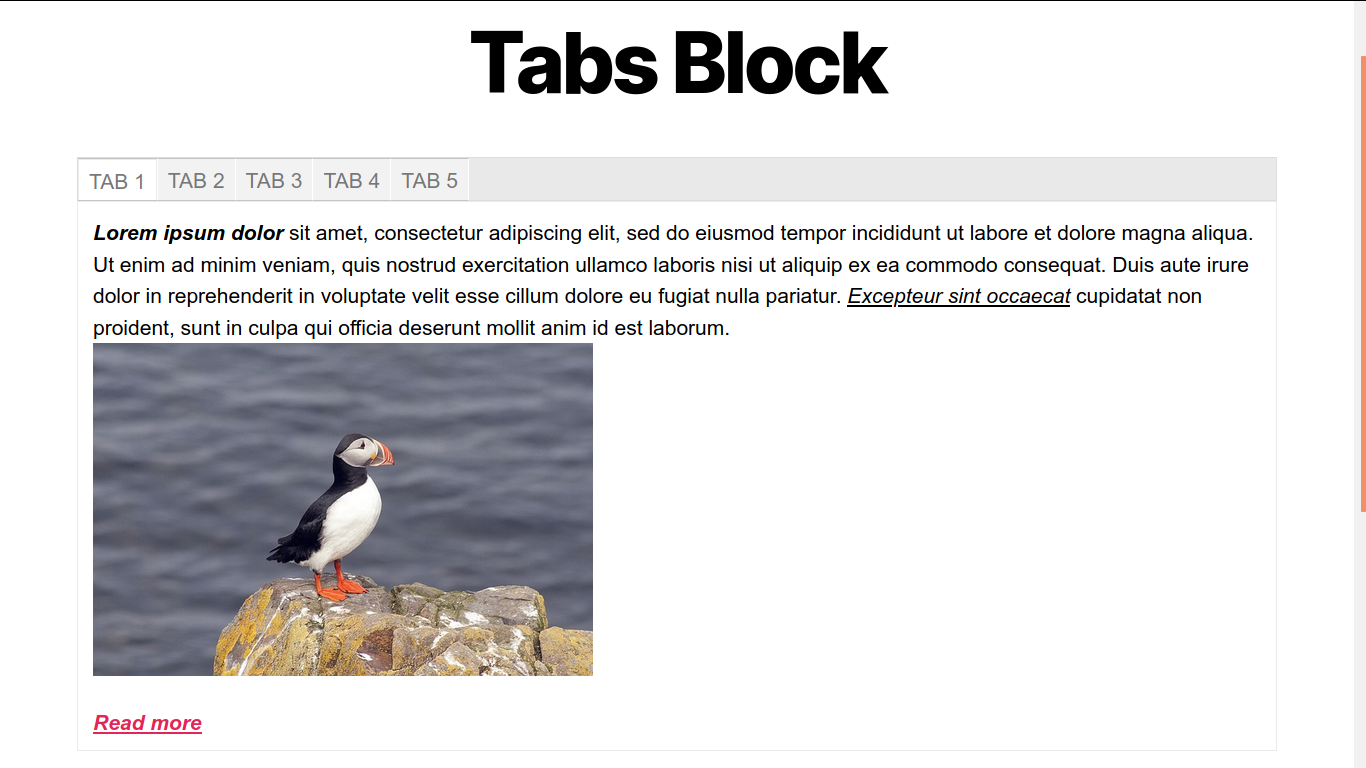 Tabs Block
TAB 1 TAB 2 TAB 3 TAB 4 TAB 5
Lorem ipsum dolor sit amet, consectetur adipiscing elit, sed do eiusmod tempor incididunt ut labore et dolore magna aliqua.
Ut enim ad minim veniam, quis nostrud exercitation ullamco laboris nisi ut aliquip ex ea commodo consequat. Duis aute irure
dolor in reprehenderit in voluptate velit esse cillum dolore eu fugiat nulla pariatur. Excepteur sint occaecat cupidatat non
proident, sunt in culpa qui officia deserunt mollit anim id est laborum.
Read more